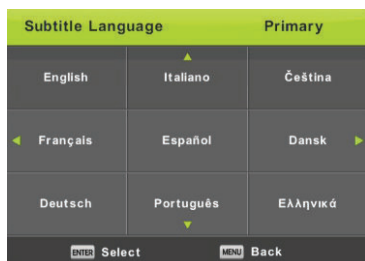 Subtitle Language Primary
English Italiano Čeština
Français Español Dansk
Deutsch Português Ελληνικά
ENTER Select MENU Back